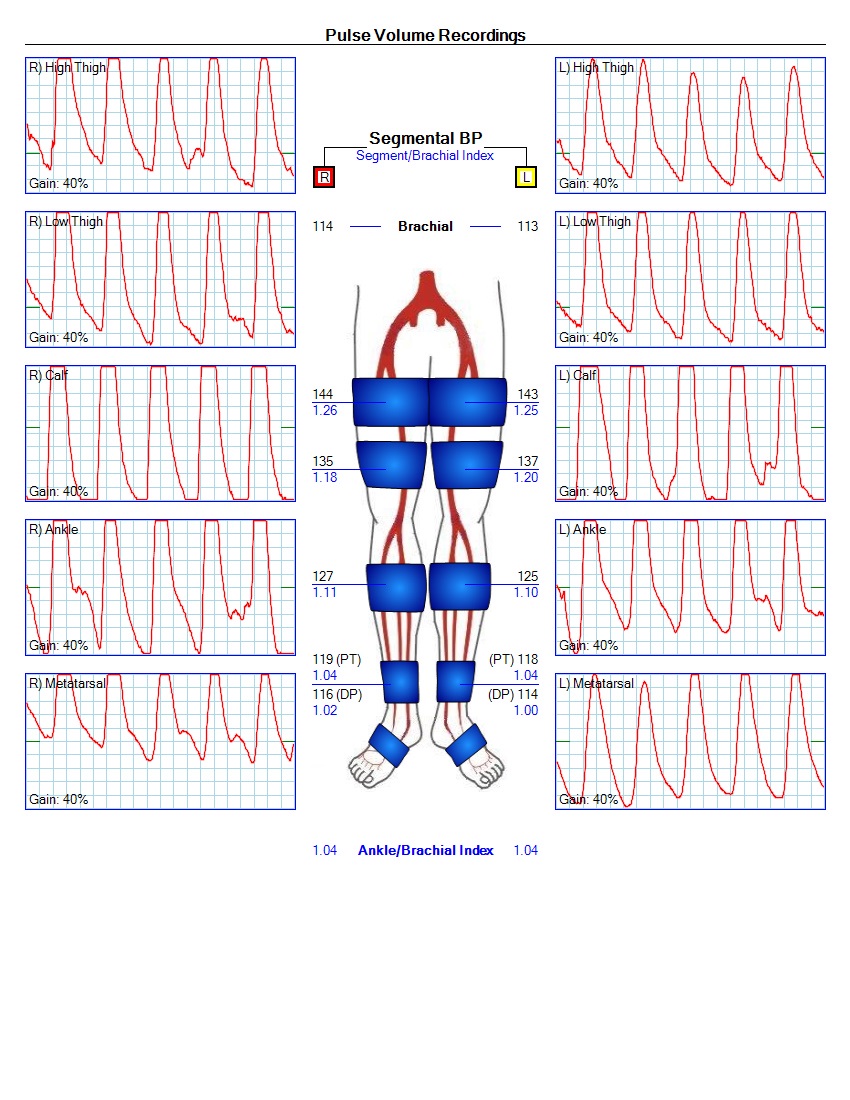 Pulse Volume Recordings
R) High Thigh
Gain: 40%
L) High Thigh
Gain: 40%
Segmental BP
Segment/Brachial Index
R
L
114 Brachial 113
R) Low Thigh
Gain: 40%
L) Low Thigh
Gain: 40%
R) Calf
Gain: 40%
L) Calf
Gain: 40%
144 143
1.26 1.25
135 137
1.18 1.20
R) Ankle
Gain: 40%
L) Ankle
Gain: 40%
127 125
1.11 1.10
119 (PT) (PT) 118
1.04 1.04
116 (DP) (DP) 114
1.02 1.00
R) Metatarsal
Gain: 40%
L) Metatarsal
Gain: 40%
1.04 Ankle/Brachial Index 1.04